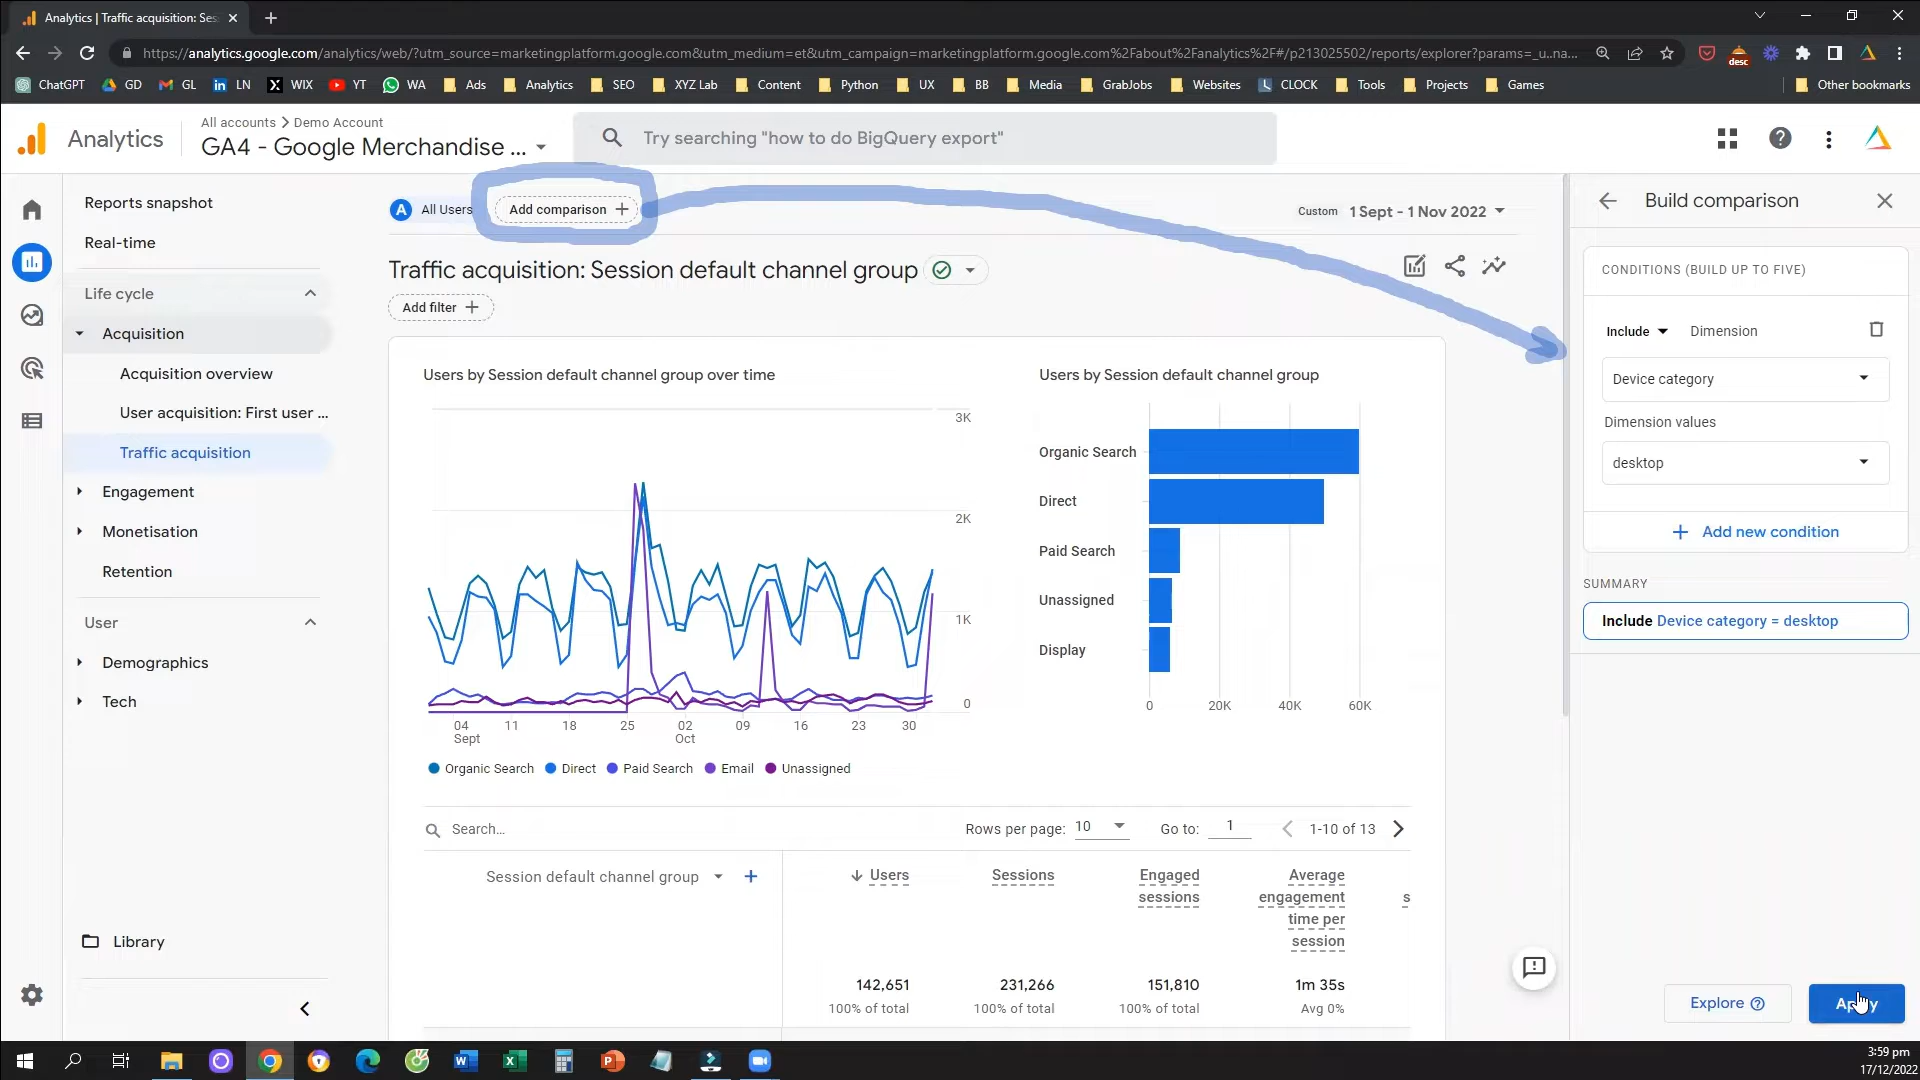 Analytics | Traffic acquisition: Ses
https://analytics.google.com/analytics/web/?utm_source=marketingplatform.google.com&utm_medium=et&utm_campaign=marketingplatform.google.com%2Fabout%2Fanalytics%2F#/p213025502/reports/explorer?params=_u..na...
desc
ChatGPT GD GL LN WIX YT WA Ads Analytics SEO XYZ Lab Content Python UX BB Media GrabJobs Websites CLOCK Tools Projects Games Other bookmarks
Analytics
All accounts > Demo Account
GA4 - Google Merchandise ...
Try searching "how to do BigQuery export"
Reports snapshot
Real-time
Life cycle
Acquisition
Acquisition overview
User acquisition: First user ...
Traffic acquisition
Engagement
Monetisation
Retention
User
Demographics
Tech
Library
A All Users
Add comparison +
Custom 1 Sept - 1 Nov 2022
Traffic acquisition: Session default channel group
Add filter +
Users by Session default channel group over time
3K
2K
1K
0
04 11 18 25 02 09 16 23 30
Sept Oct
Organic Search Direct Paid Search Email Unassigned
Users by Session default channel group
Organic Search
Direct
Paid Search
Unassigned
Display
0 20K 40K 60K
Search...
Rows per page: 10 Go to: 1 1-10 of 13
Session default channel group +
Users
Sessions
Engaged
sessions
Average
engagement
time per
session
s
142,651 231,266 151,810 1m 35s
100% of total 100% of total 100% of total Avg 0%
Build comparison
CONDITIONS (BUILD UP TO FIVE)
Include Dimension
Device category
Dimension values
desktop
+ Add new condition
SUMMARY
Include Device category = desktop
Explore
Apply
3:59 pm
17/12/2022